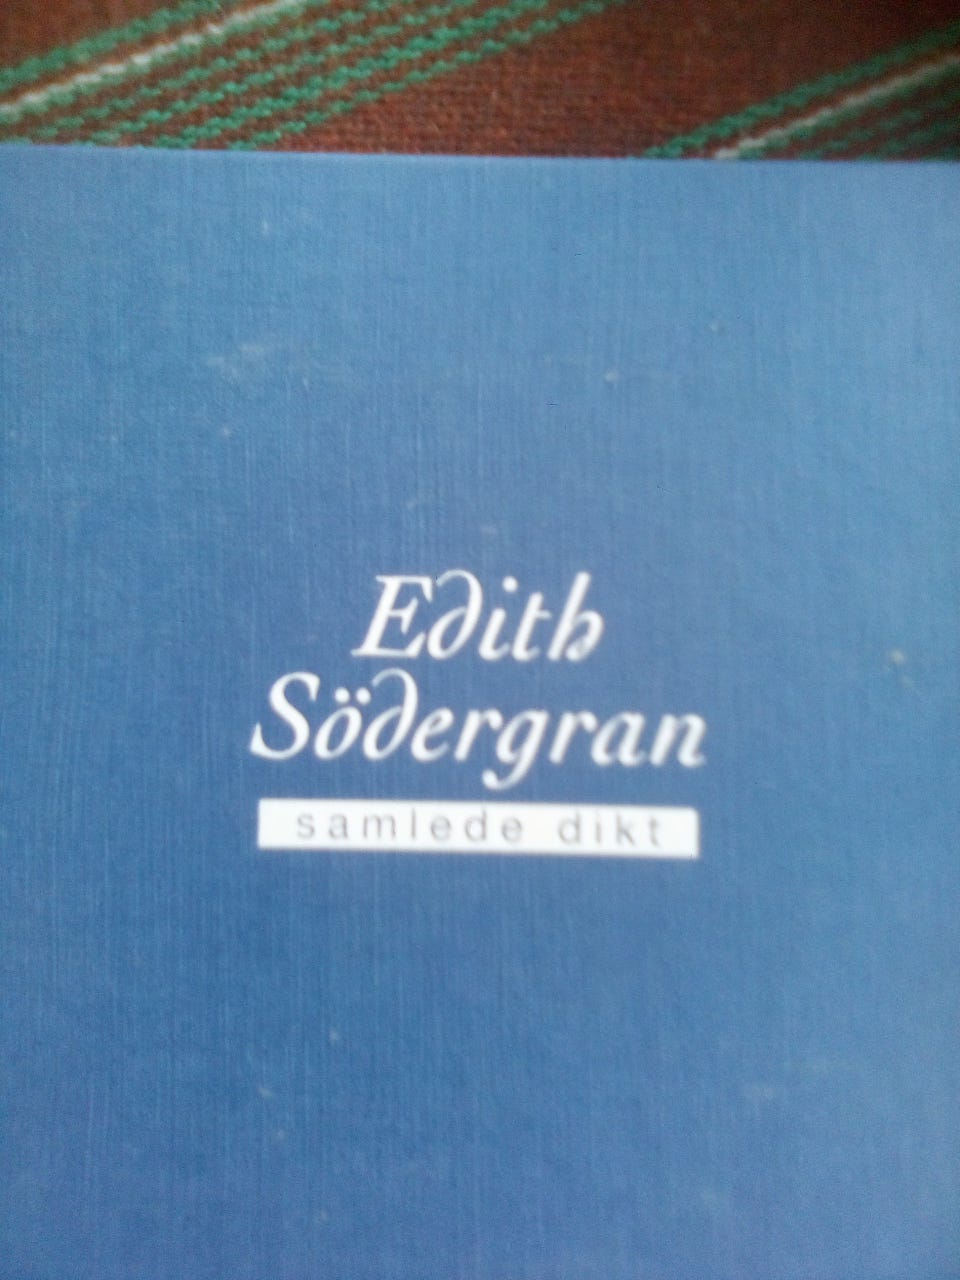 Edith
Södergran
samlede dikt